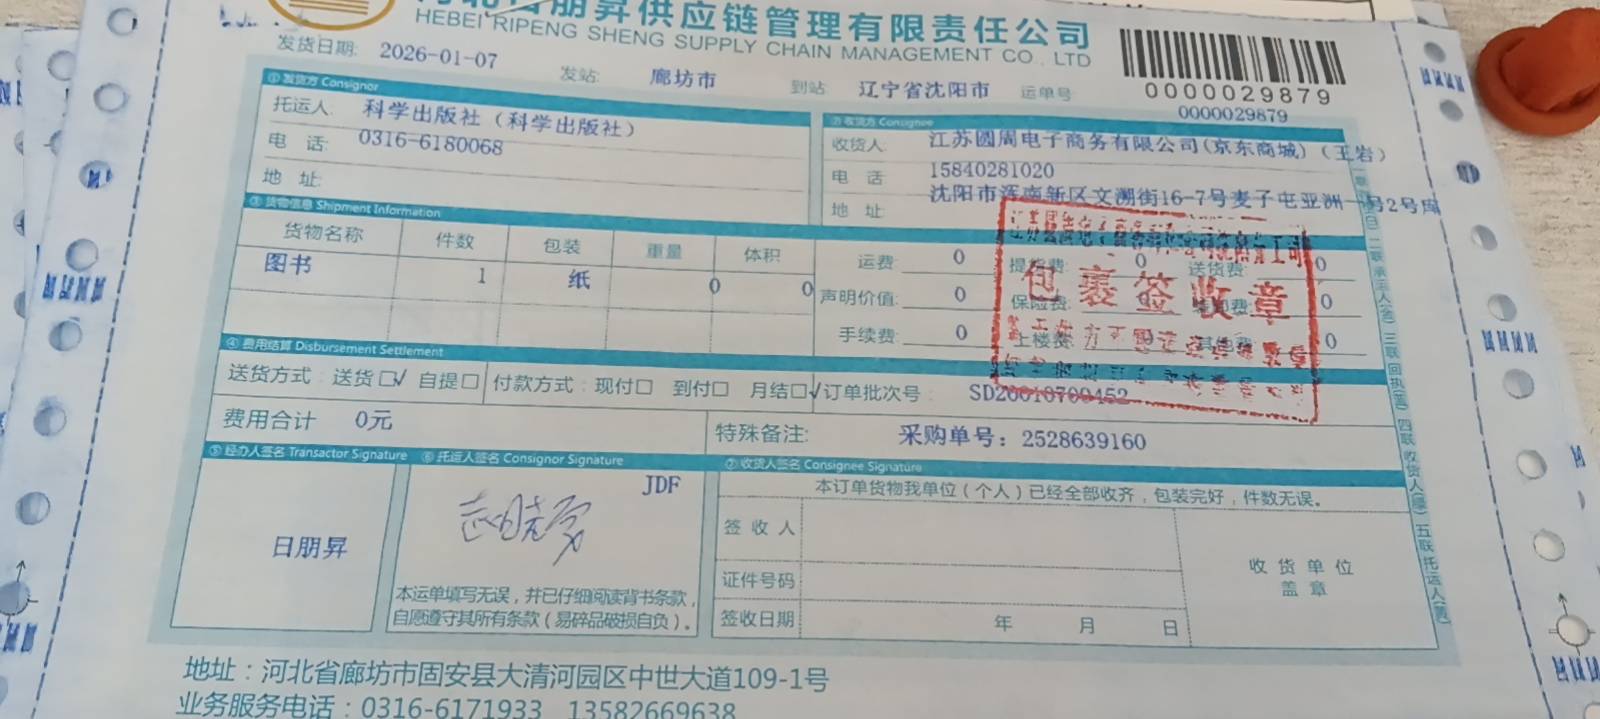 日朋昇供应链管理有限责任公司
HEBEI RIPENG SHENG SUPPLY CHAIN MANAGEMENT CO., LTD
发货日期: 2026-01-07 发站: 廊坊市 到站: 辽宁省沈阳市 运单号
0000029879
0000029879
①发货方 Consignor
托运人: 科学出版社（科学出版社）
电 话: 0316-6180068
地 址:
②收货方 Consignee
收货人: 江苏圆周电子商务有限公司(京东商城)（王岩）
电 话 15840281020
地 址 沈阳市浑南新区文溯街16-7号麦子屯亚洲一号2号库
③货物信息 Shipment Information
货物名称 件数 包装 重量 体积
图书 1 纸 0 0
运费: 0 提货费: 0 送货费: 0
声明价值: 0 保险费: 0
手续费: 0 上楼费: 0 其他费: 0
包裹签收章
④费用结算 Disbursement Settlement
送货方式: 送货□√ 自提□ 付款方式: 现付□ 到付□ 月结□√ 订单批次号: SD20010700452
费用合计 0元 特殊备注: 采购单号: 2528639160
⑤经办人签名 Transactor Signature
日朋昇
⑥托运人签名 Consignor Signature
JDF
本运单填写无误，并已仔细阅读背书条款，
自愿遵守其所有条款（易碎品破损自负）。
⑦收货人签名 Consignee Signature
本订单货物我单位（个人）已经全部收齐，包装完好，件数无误。
签 收 人
证件号码
签收日期 年 月 日
收 货 单 位
盖 章
地址：河北省廊坊市固安县大清河园区中世大道109-1号
业务服务电话：0316-6171933 13582669638